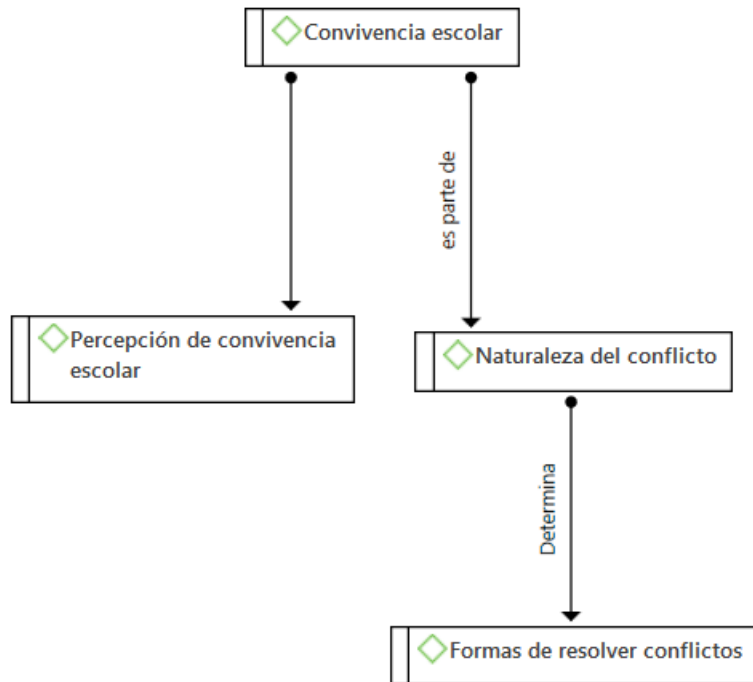 Convivencia escolar
es parte de
Percepción de convivencia
escolar
Naturaleza del conflicto
Determina
Formas de resolver conflictos